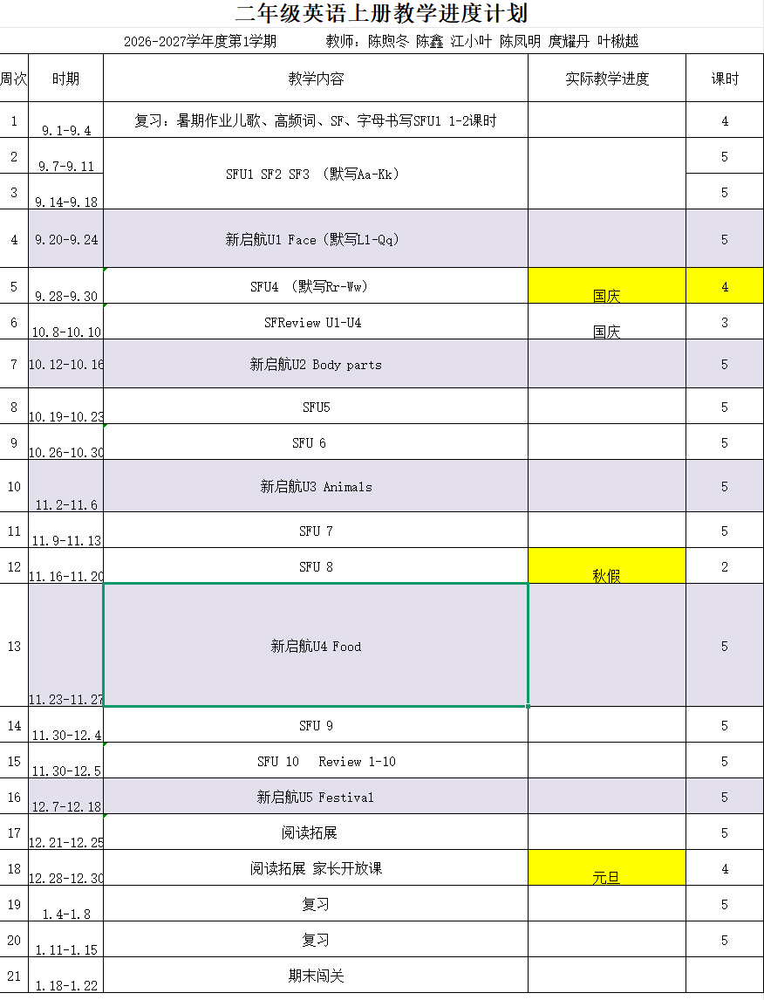 二年级英语上册教学进度计划
2026-2027学年度第1学期 教师：陈煦冬 陈鑫 江小叶 陈凤明 庹耀丹 叶楸越
周次 时期 教学内容 实际教学进度 课时
1 9.1-9.4 复习：暑期作业儿歌、高频词、SF、字母书写SFU1 1-2课时 4
2 9.7-9.11 SFU1 SF2 SF3 （默写Aa-Kk） 5
3 9.14-9.18 5
4 9.20-9.24 新启航U1 Face（默写L1-Qq） 5
5 9.28-9.30 SFU4 （默写Rr-Ww） 国庆 4
6 10.8-10.10 SFReview U1-U4 国庆 3
7 10.12-10.16 新启航U2 Body parts 5
8 10.19-10.23 SFU5 5
9 10.26-10.30 SFU 6 5
10 11.2-11.6 新启航U3 Animals 5
11 11.9-11.13 SFU 7 5
12 11.16-11.20 SFU 8 秋假 2
13 11.23-11.27 新启航U4 Food 5
14 11.30-12.4 SFU 9 5
15 11.30-12.5 SFU 10 Review 1-10 5
16 12.7-12.18 新启航U5 Festival 5
17 12.21-12.25 阅读拓展 5
18 12.28-12.30 阅读拓展 家长开放课 元旦 4
19 1.4-1.8 复习 5
20 1.11-1.15 复习 5
21 1.18-1.22 期末闯关